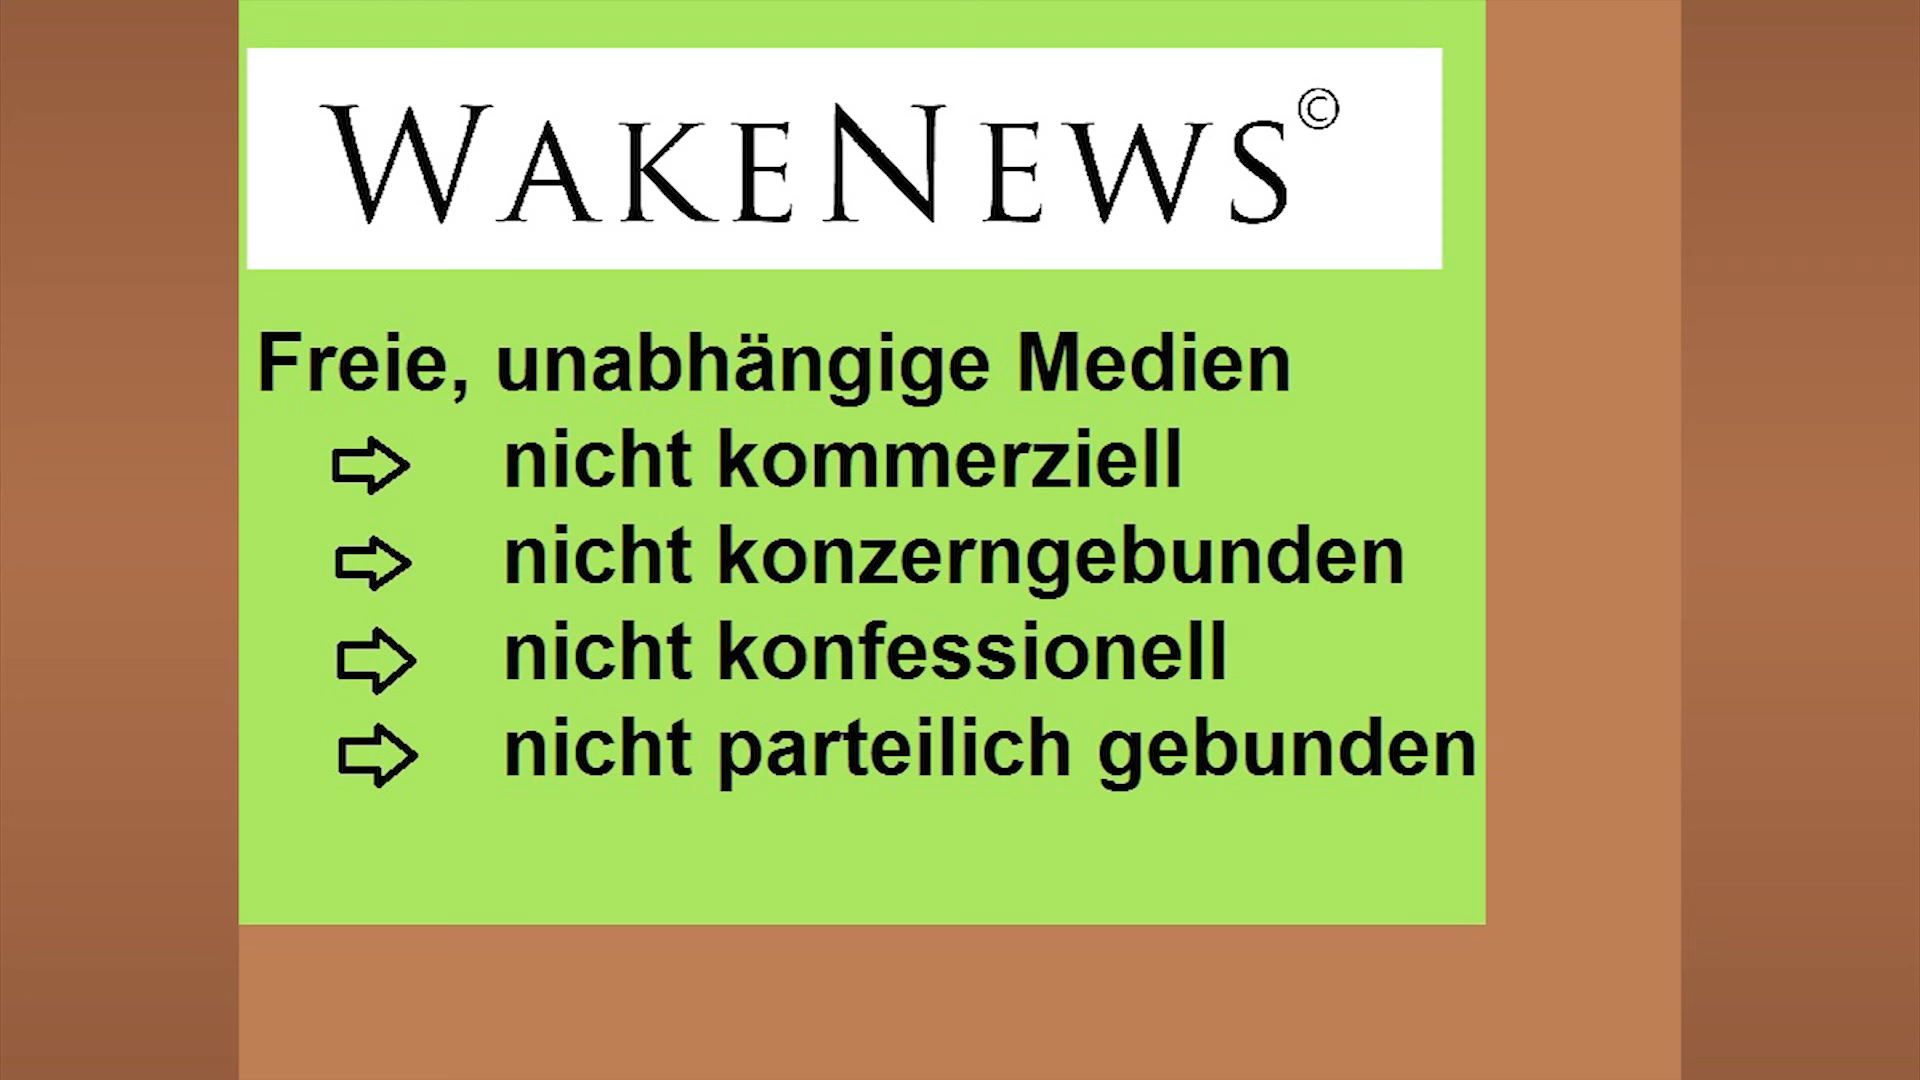 WAKENEWS©
Freie, unabhängige Medien
⇨ nicht kommerziell
⇨ nicht konzerngebunden
⇨ nicht konfessionell
⇨ nicht parteilich gebunden